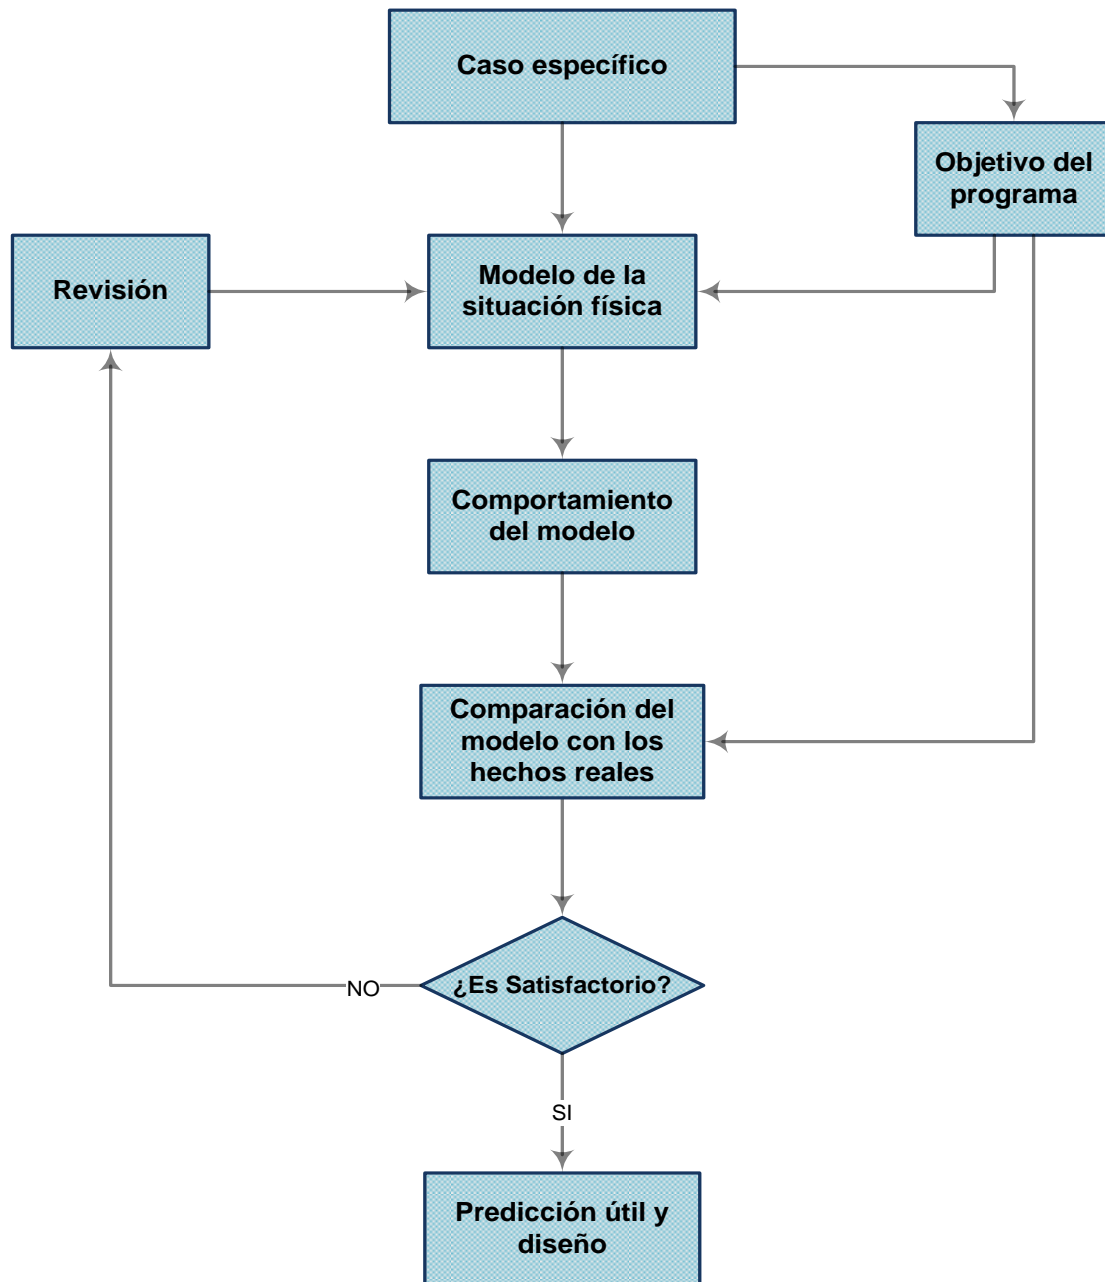 Caso específico
Objetivo del
programa
Revisión
Modelo de la
situación física
Comportamiento
del modelo
Comparación del
modelo con los
hechos reales
¿Es Satisfactorio?
NO
SI
Predicción útil y
diseño